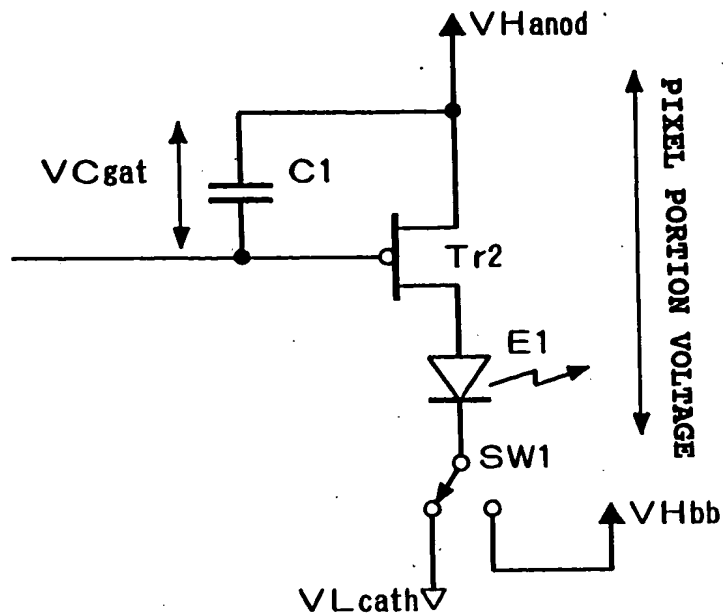 VHanod
VCgat
C1
Tr2
E1
SW1
VHbb
VLcath
PIXEL PORTION VOLTAGE